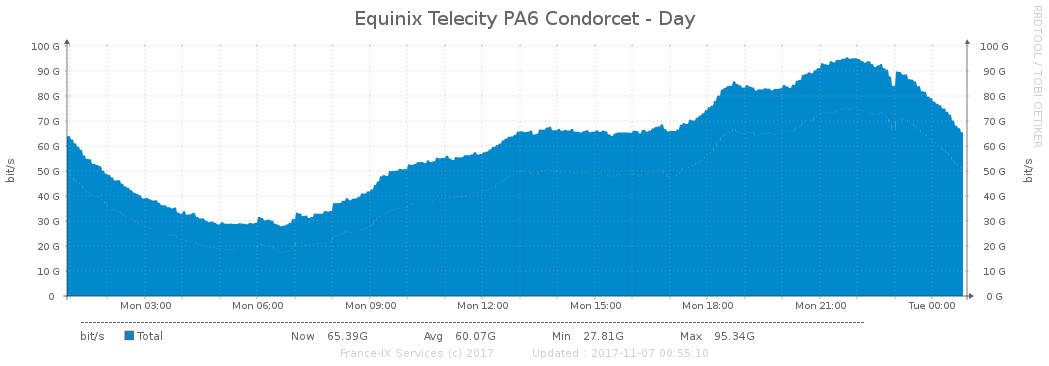 Equinix Telecity PA6 Condorcet - Day
RRDTOOL / TOBI OETIKER
bit/s
100 G
90 G
80 G
70 G
60 G
50 G
40 G
30 G
20 G
10 G
0
100 G
90 G
80 G
70 G
60 G
50 G
40 G
30 G
20 G
10 G
0 G
bit/s
Mon 03:00 Mon 06:00 Mon 09:00 Mon 12:00 Mon 15:00 Mon 18:00 Mon 21:00 Tue 00:00
bit/s Total Now 65.39G Avg 60.07G Min 27.81G Max 95.34G
France-IX Services (c) 2017 Updated : 2017-11-07 00:55:10